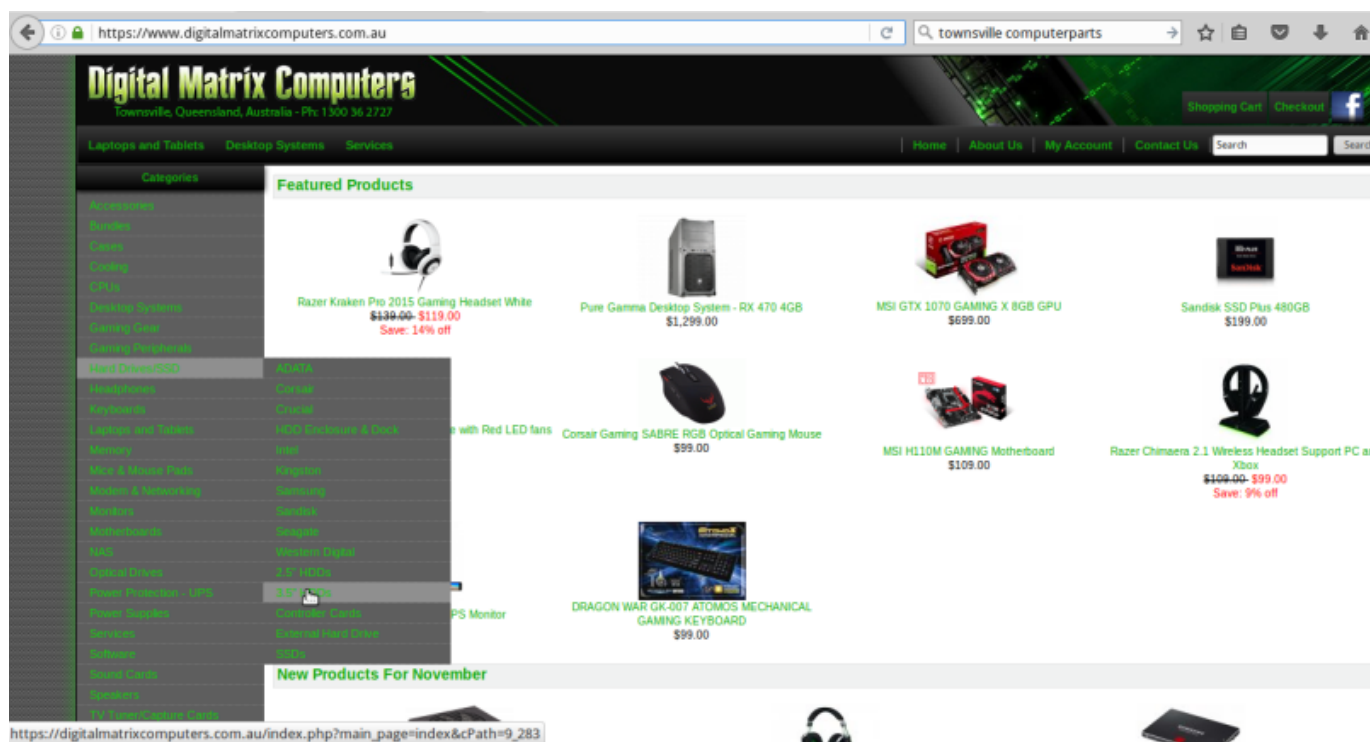 https://www.digitalmatrixcomputers.com.au
townsville computerparts
Digital Matrix Computers
Townsville, Queensland, Australia - Ph: 1300 36 2727
Shopping Cart Checkout
Laptops and Tablets Desktop Systems Services
Home About Us My Account Contact Us Search Search
Categories
Accessories
Bundles
Cases
Cooling
CPUs
Desktop Systems
Gaming Gear
Gaming Peripherals
Hard Drives/SSD
Headphones
Keyboards
Laptops and Tablets
Memory
Mice & Mouse Pads
Modem & Networking
Monitors
Motherboards
NAS
Optical Drives
Power Protection - UPS
Power Supplies
Services
Software
Sound Cards
Speakers
TV Tuner/Capture Cards
ADATA
Corsair
Crucial
HDD Enclosure & Dock
Intel
Kingston
Samsung
Sandisk
Seagate
Western Digital
2.5" HDDs
Controller Cards
External Hard Drive
SSDs
Featured Products
Razer Kraken Pro 2015 Gaming Headset White
$139.00 $119.00
Save: 14% off
Pure Gamma Desktop System - RX 470 4GB
$1,299.00
MSI GTX 1070 GAMING X 8GB GPU
$699.00
SanDisk
Sandisk SSD Plus 480GB
$199.00
with Red LED fans
Corsair Gaming SABRE RGB Optical Gaming Mouse
$99.00
MSI H110M GAMING Motherboard
$109.00
Razer Chimaera 2.1 Wireless Headset Support PC
Xbox
$109.00 $99.00
Save: 9% off
PS Monitor
DRAGON WAR GK-007 ATOMOS MECHANICAL
GAMING KEYBOARD
$99.00
New Products For November
https://digitalmatrixcomputers.com.au/index.php?main_page=index&cPath=9_283